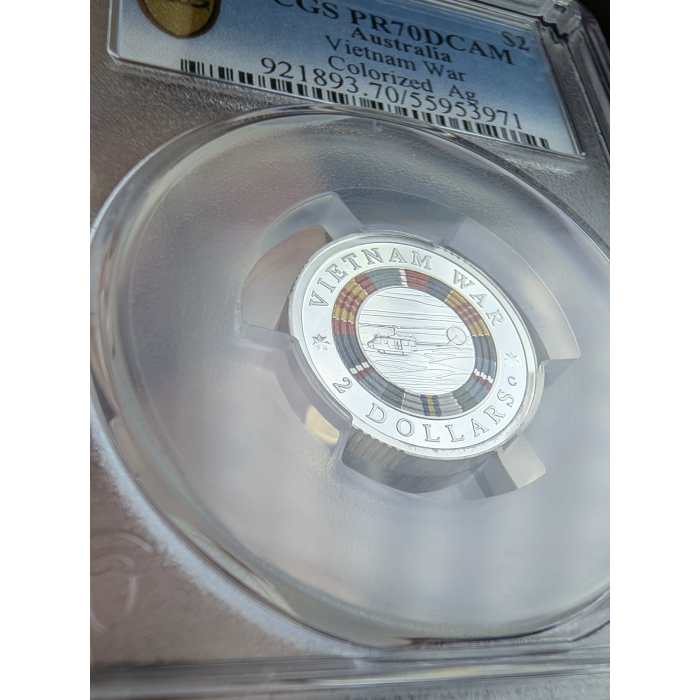 CGS PR70DCAM $2
Australia
Vietnam War
Colorized Ag
921893.70/55953971
VIETNAM WAR
2 DOLLARS
C